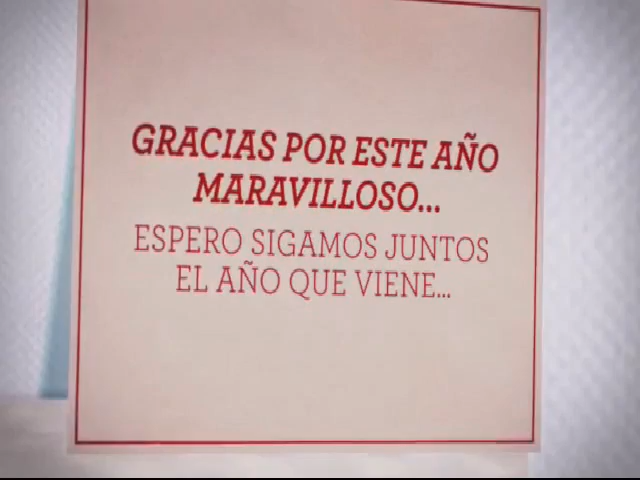 GRACIAS POR ESTE AÑO
MARAVILLOSO...
ESPERO SIGAMOS JUNTOS
EL AÑO QUE VIENE...